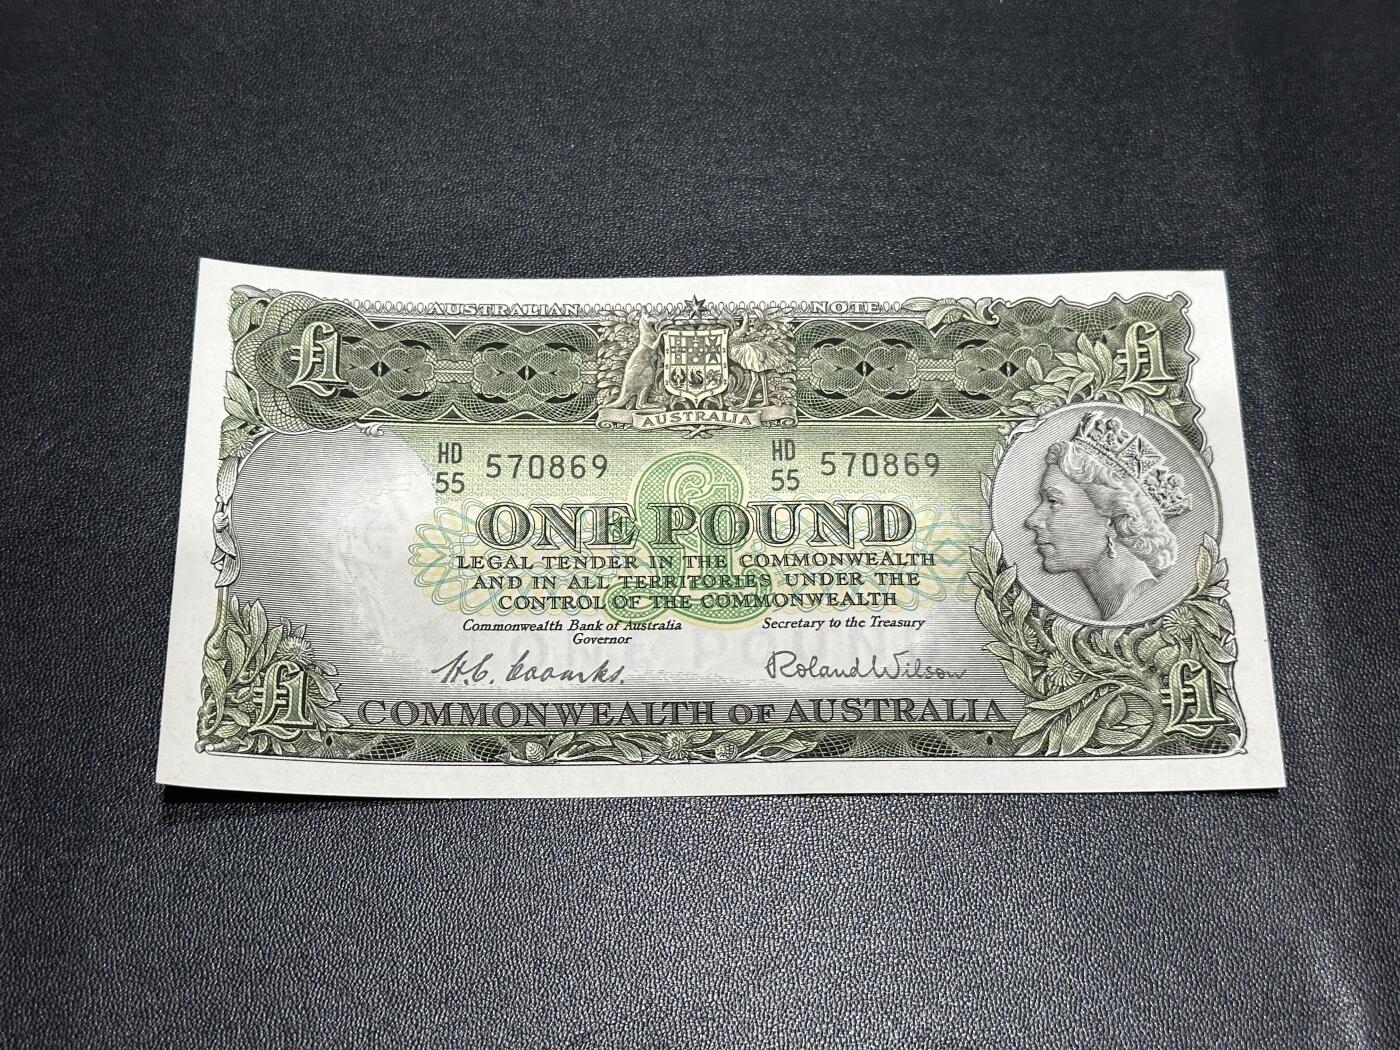 AUSTRALIAN NOTE
£1 £1
AUSTRALIA
HD 55 570869 HD 55 570869
£
ONE POUND
LEGAL TENDER IN THE COMMONWEALTH
AND IN ALL TERRITORIES UNDER THE
CONTROL OF THE COMMONWEALTH
Commonwealth Bank of Australia Secretary to the Treasury
Governor
H.C. Coombs. Roland Wilson
£1 COMMONWEALTH OF AUSTRALIA £1